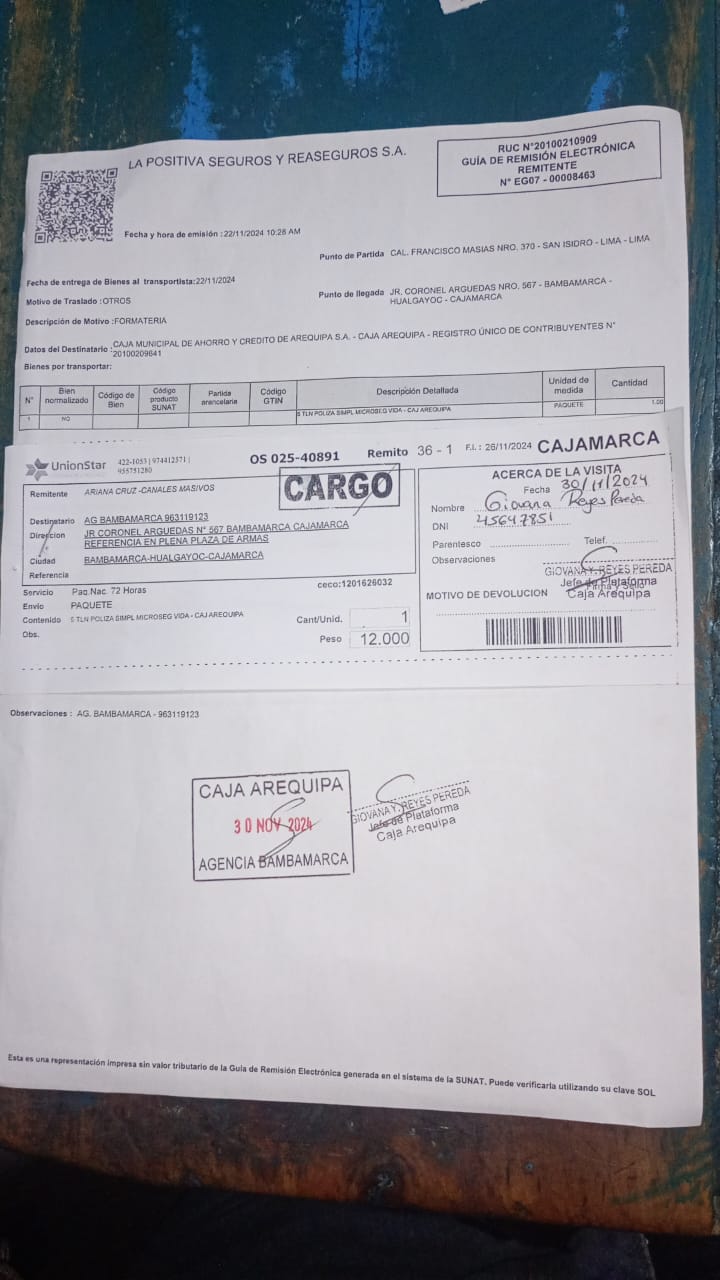 LA POSITIVA SEGUROS Y REASEGUROS S.A.
RUC N°20100210909
GUÍA DE REMISIÓN ELECTRÓNICA
REMITENTE
N° EG07 - 00008463
Fecha y hora de emisión :22/11/2024 10:26 AM
Punto de Partida CAL. FRANCISCO MASIAS NRO. 370 - SAN ISIDRO - LIMA - LIMA
Fecha de entrega de Bienes al transportista:22/11/2024
Punto de llegada JR. CORONEL ARGUEDAS NRO. 567 - BAMBAMARCA -
HUALGAYOC - CAJAMARCA
Motivo de Traslado :OTROS
Descripción de Motivo :FORMATERIA
Datos del Destinatario :CAJA MUNICIPAL DE AHORRO Y CREDITO DE AREQUIPA S.A. - CAJA AREQUIPA - REGISTRO ÚNICO DE CONTRIBUYENTES N°
20100209641
Bienes por transportar:
N° Bien normalizado Código de Bien Código producto SUNAT Partida arancelaria Código GTIN Descripción Detallada Unidad de medida Cantidad
1 NO 5 TLN POLIZA SIMPL MICROSEG VIDA - CAJ AREQUIPA PAQUETE 1.00
UnionStar 422-1053 | 974412571 |
955751280
OS 025-40891 Remito 36 - 1 F.I.: 26/11/2024 CAJAMARCA
CARGO
Remitente ARIANA CRUZ -CANALES MASIVOS
Destinatario AG BAMBAMARCA 963119123
Direccion JR CORONEL ARGUEDAS N° 567 BAMBAMARCA CAJAMARCA
REFERENCIA EN PLENA PLAZA DE ARMAS
Ciudad BAMBAMARCA-HUALGAYOC-CAJAMARCA
Referencia
ceco:1201626032
Servicio Paq.Nac. 72 Horas
Envio PAQUETE
Contenido 5 TLN POLIZA SIMPL MICROSEG VIDA - CAJ AREQUIPA
Obs.
Cant/Unid. 1
Peso 12.000
ACERCA DE LA VISITA
Fecha 30/11/2024
Nombre Giovana Reyes Pereda
DNI 45647851
Parentesco Telef.
Observaciones
GIOVANA Y. REYES PEREDA
Jefe de Plataforma
Caja Arequipa
MOTIVO DE DEVOLUCION
Observaciones : AG. BAMBAMARCA - 963119123
CAJA AREQUIPA
30 NOV 2024
AGENCIA BAMBAMARCA
GIOVANA Y. REYES PEREDA
Jefe de Plataforma
Caja Arequipa
Esta es una representación impresa sin valor tributario de la Guía de Remisión Electrónica generada en el sistema de la SUNAT. Puede verificarla utilizando su clave SOL